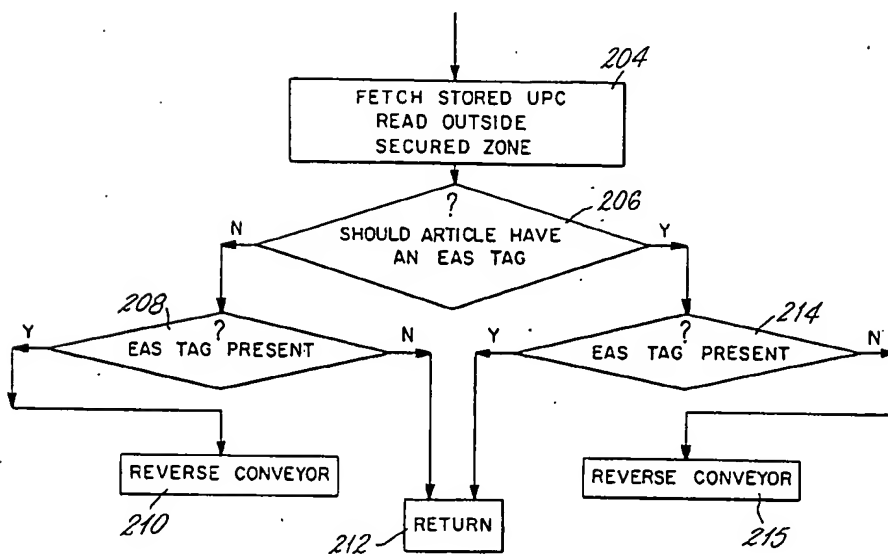 204
FETCH STORED UPC
READ OUTSIDE
SECURED ZONE
206
?
N
SHOULD ARTICLE HAVE
Y
AN EAS TAG
208
?
Y
EAS TAG PRESENT
N
214
?
Y
EAS TAG PRESENT
N
REVERSE CONVEYOR
210
RETURN
212
REVERSE CONVEYOR
215